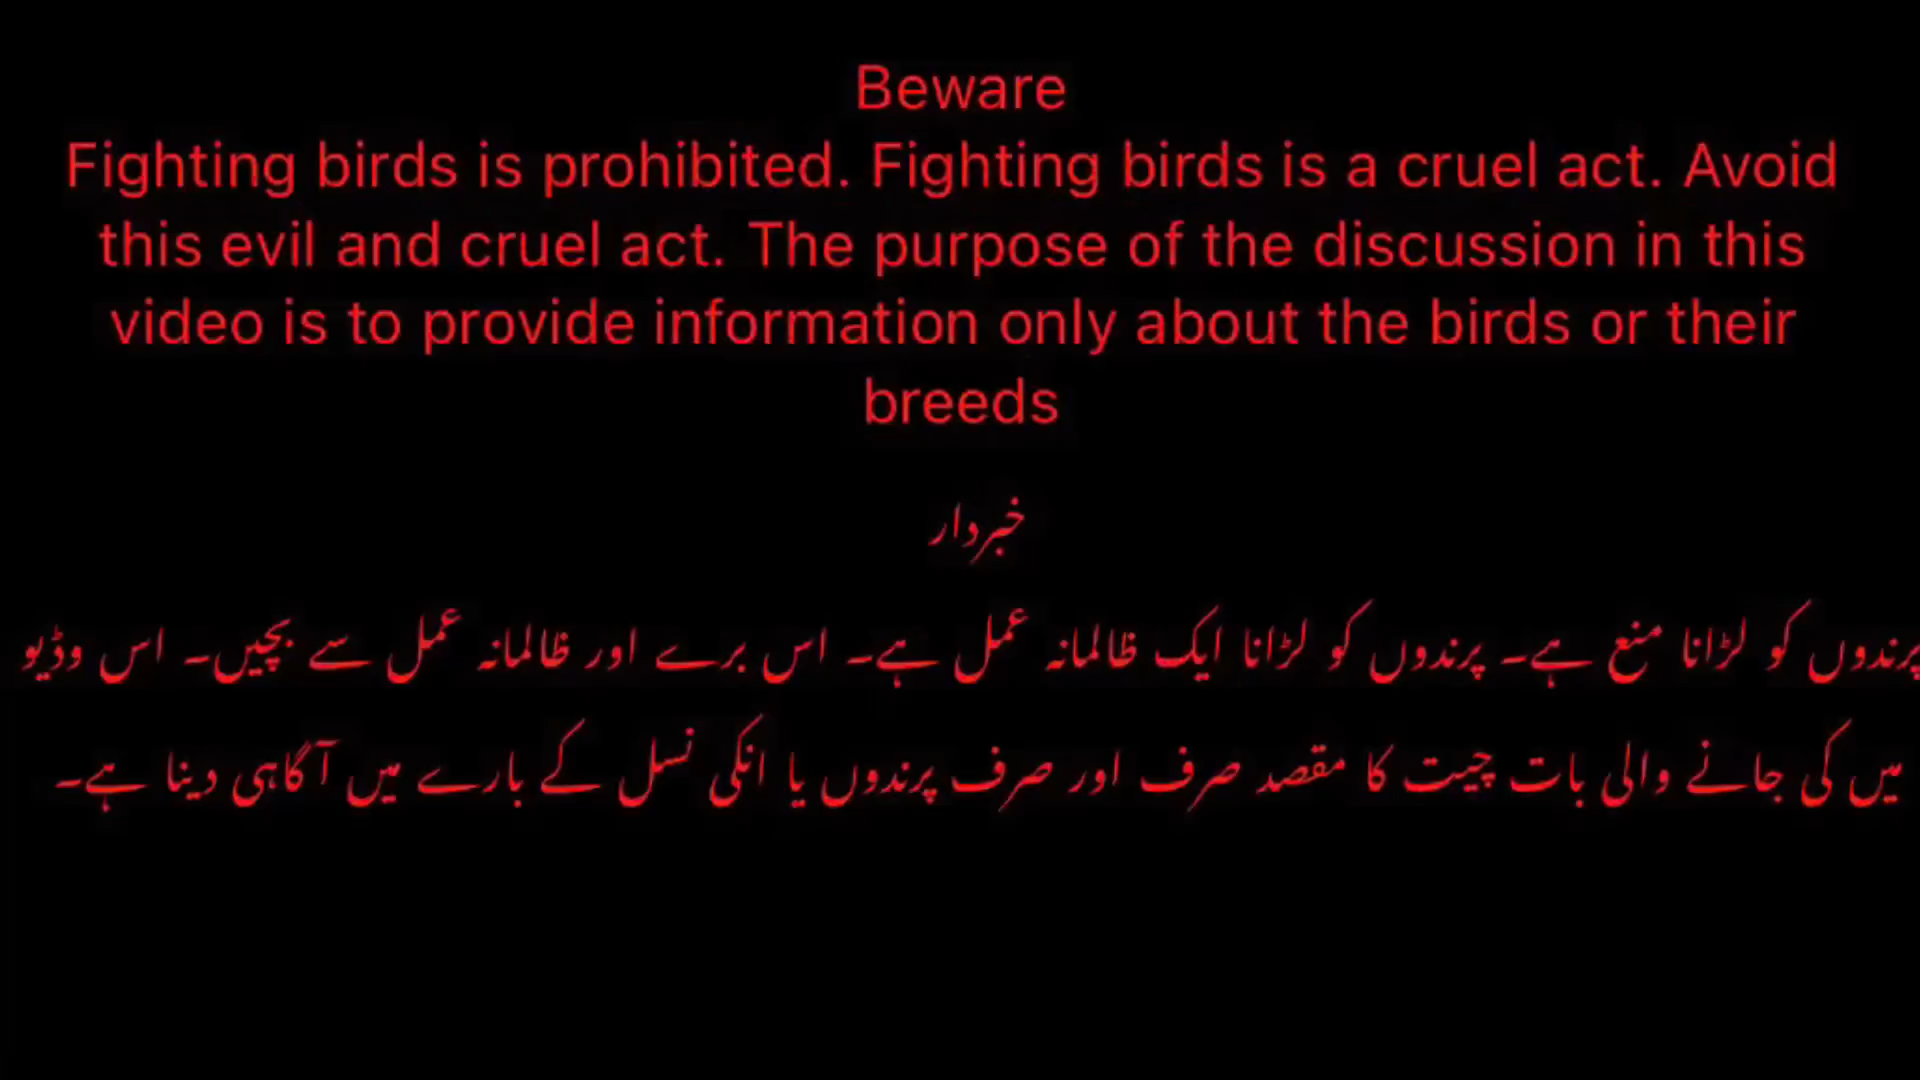 Beware
Fighting birds is prohibited. Fighting birds is a cruel act. Avoid
this evil and cruel act. The purpose of the discussion in this
video is to provide information only about the birds or their
breeds
خبردار
پرندوں کو لڑانا منع ہے۔ پرندوں کو لڑانا ایک ظالمانہ عمل ہے۔ اس برے اور ظالمانہ عمل سے بچیں۔ اس وڈیو
میں کی جانے والی بات چیت کا مقصد صرف اور صرف پرندوں یا انکی نسل کے بارے میں آگاہی دینا ہے۔